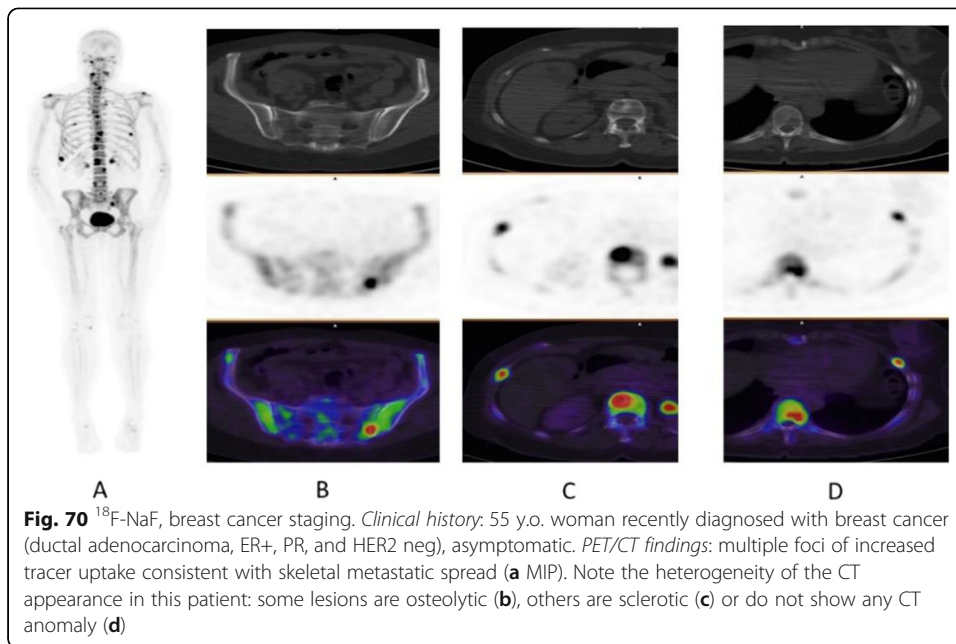 A B C D
Fig. 70 ¹⁸F-NaF, breast cancer staging. Clinical history: 55 y.o. woman recently diagnosed with breast cancer
(ductal adenocarcinoma, ER+, PR, and HER2 neg), asymptomatic. PET/CT findings: multiple foci of increased
tracer uptake consistent with skeletal metastatic spread (a MIP). Note the heterogeneity of the CT
appearance in this patient: some lesions are osteolytic (b), others are sclerotic (c) or do not show any CT
anomaly (d)